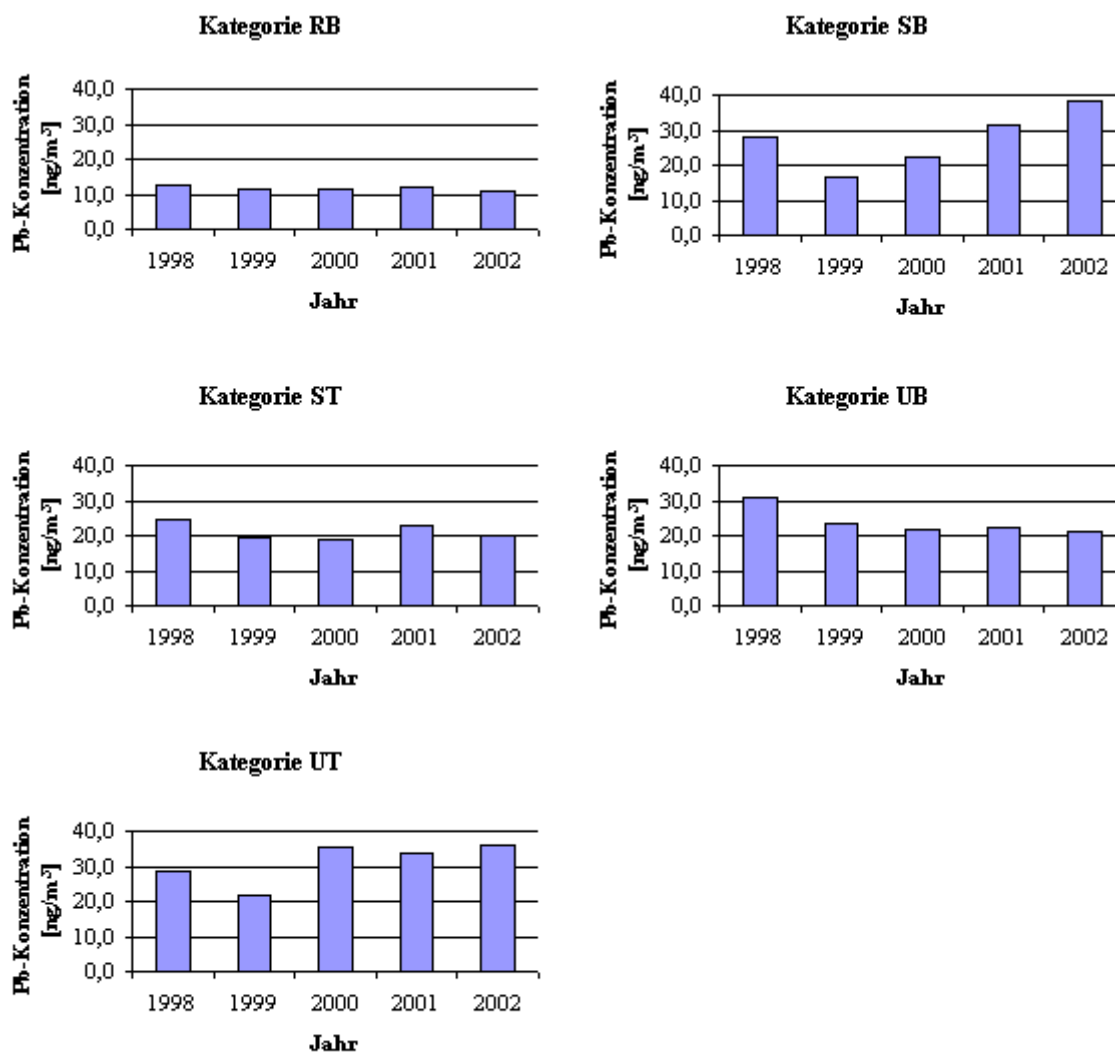 Kategorie RB
Pb-Konzentration
[ng/m³]
40,0
30,0
20,0
10,0
0,0
1998 1999 2000 2001 2002
Jahr
Kategorie SB
Pb-Konzentration
[ng/m³]
40,0
30,0
20,0
10,0
0,0
1998 1999 2000 2001 2002
Jahr
Kategorie ST
Pb-Konzentration
[ng/m³]
40,0
30,0
20,0
10,0
0,0
1998 1999 2000 2001 2002
Jahr
Kategorie UB
Pb-Konzentration
[ng/m³]
40,0
30,0
20,0
10,0
0,0
1998 1999 2000 2001 2002
Jahr
Kategorie UT
Pb-Konzentration
[ng/m³]
40,0
30,0
20,0
10,0
0,0
1998 1999 2000 2001 2002
Jahr